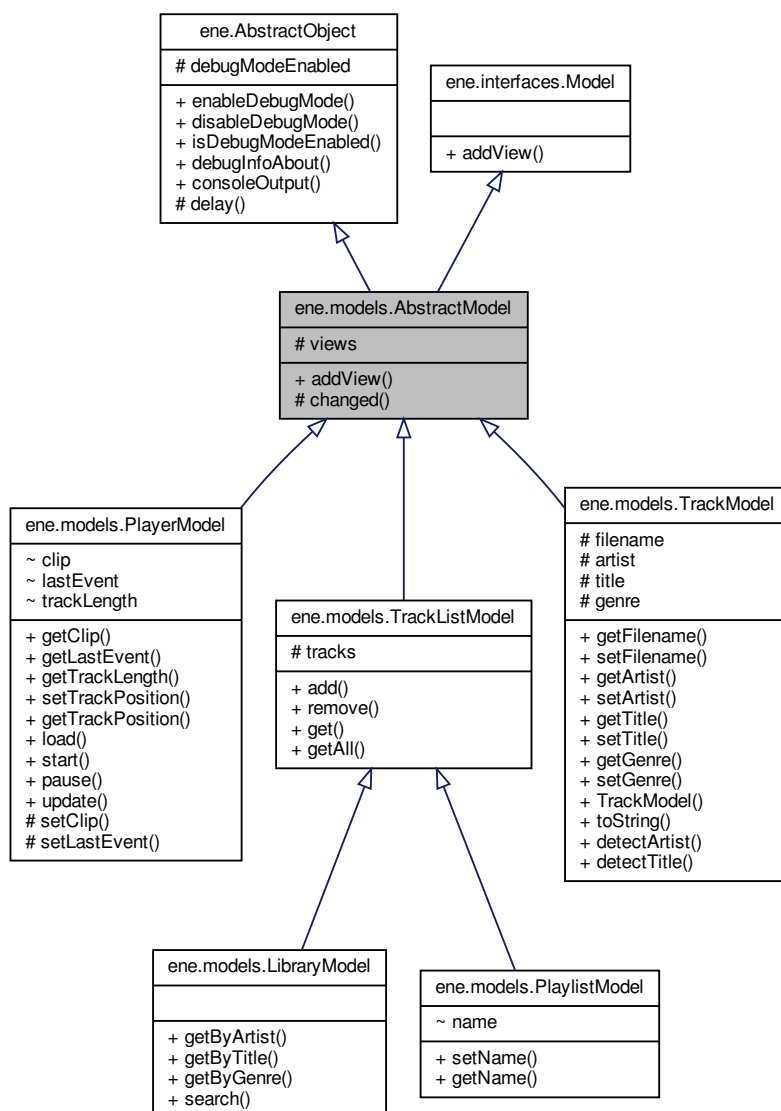 ene.AbstractObject
# debugModeEnabled
+ enableDebugMode()
+ disableDebugMode()
+ isDebugModeEnabled()
+ debugInfoAbout()
+ consoleOutput()
# delay()
ene.interfaces.Model
+ addView()
ene.models.AbstractModel
# views
+ addView()
# changed()
ene.models.PlayerModel
~ clip
~ lastEvent
~ trackLength
+ getClip()
+ getLastEvent()
+ getTrackLength()
+ setTrackPosition()
+ getTrackPosition()
+ load()
+ start()
+ pause()
+ update()
# setClip()
# setLastEvent()
ene.models.TrackListModel
# tracks
+ add()
+ remove()
+ get()
+ getAll()
ene.models.TrackModel
# filename
# artist
# title
# genre
+ getFilename()
+ setFilename()
+ getArtist()
+ setArtist()
+ getTitle()
+ setTitle()
+ getGenre()
+ setGenre()
+ TrackModel()
+ toString()
+ detectArtist()
+ detectTitle()
ene.models.LibraryModel
+ getByArtist()
+ getByTitle()
+ getByGenre()
+ search()
ene.models.PlaylistModel
~ name
+ setName()
+ getName()